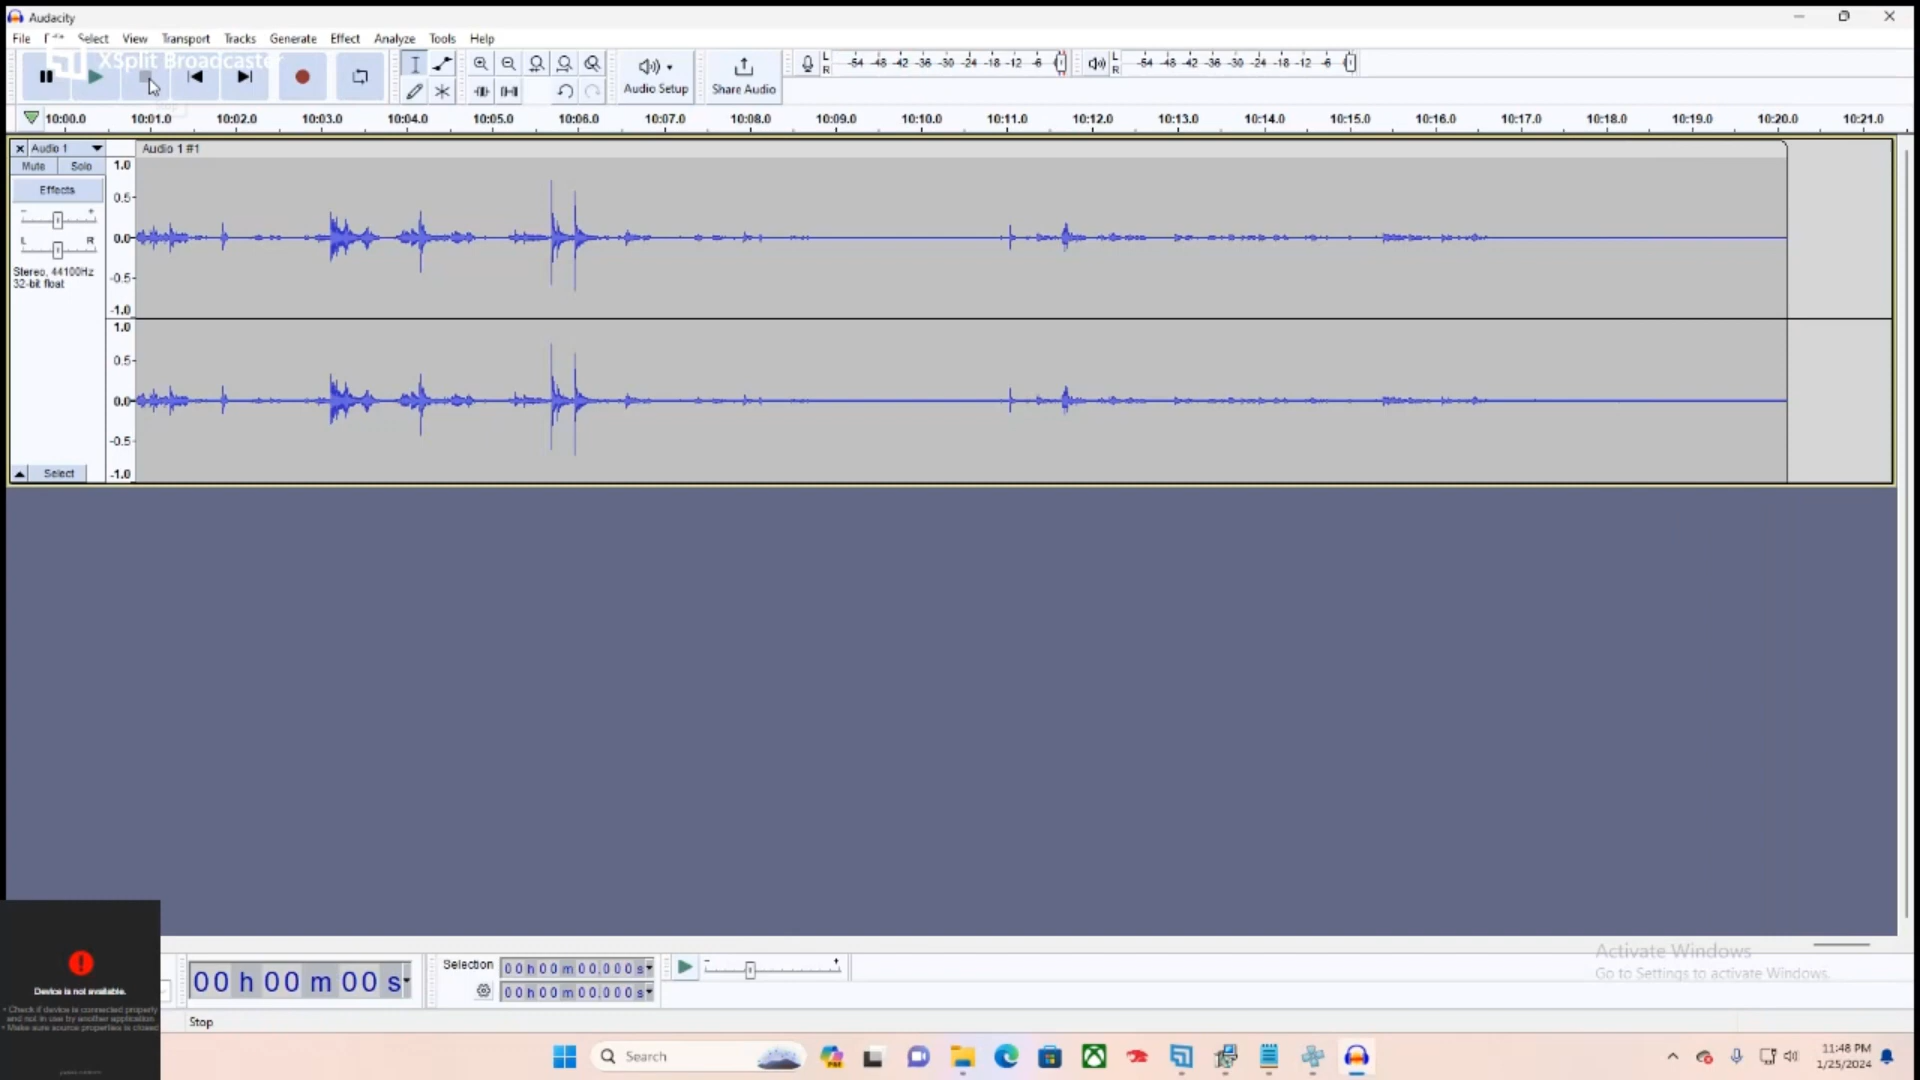 Audacity
File Select View Transport Tracks Generate Effect Analyze Tools Help
XSplit Broadcaster
Audio Setup
Share Audio
L
R
-54 -48 -42 -36 -30 -24 -18 -12 -6
L
R
-54 -48 -42 -36 -30 -24 -18 -12 -6
10:00.0 10:01.0 10:02.0 10:03.0 10:04.0 10:05.0 10:06.0 10:07.0 10:08.0 10:09.0 10:10.0 10:11.0 10:12.0 10:13.0 10:14.0 10:15.0 10:16.0 10:17.0 10:18.0 10:19.0 10:20.0 10:21.0
Audio 1
Audio 1 #1
Mute Solo
Effects
- +
L R
Stereo, 44100Hz
32-bit float
Select
1.0
0.5-
0.0-
-0.5-
-1.0
1.0
0.5-
0.0-
-0.5-
-1.0
Device is not available.
• Check if device is connected properly
and not in use by another application
• Make sure source properties is closed
00 h 00 m 00 s
Selection
00 h 00 m 00.000 s
00 h 00 m 00.000 s
- +
Activate Windows
Go to Settings to activate Windows.
Stop
Search
11:48 PM
1/25/2024